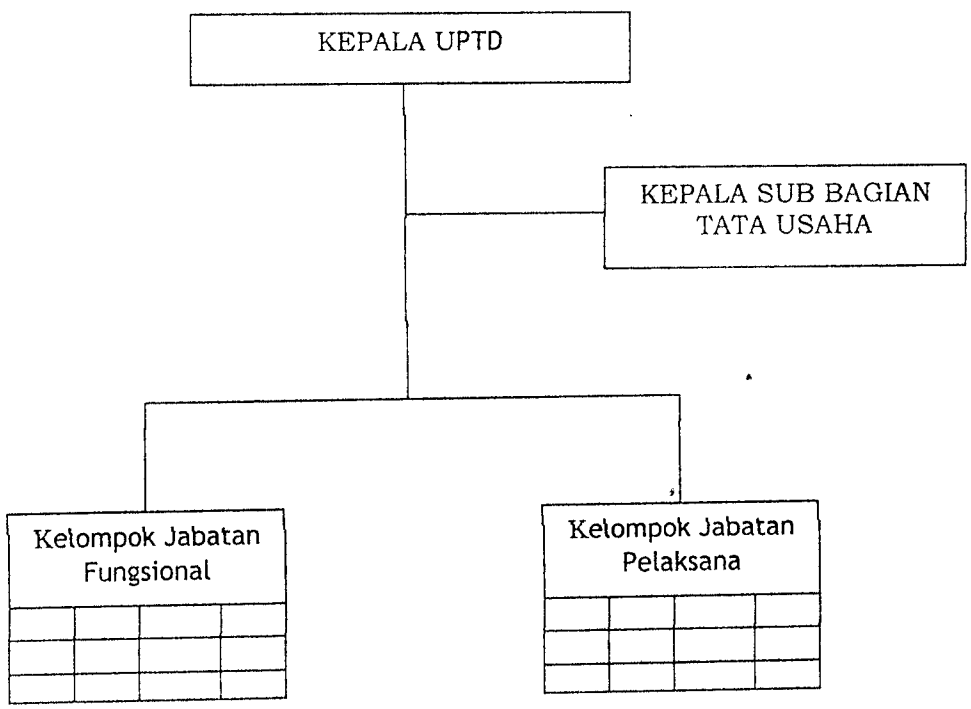 KEPALA UPTD
KEPALA SUB BAGIAN
TATA USAHA
Kelompok Jabatan
Fungsional
Kelompok Jabatan
Pelaksana